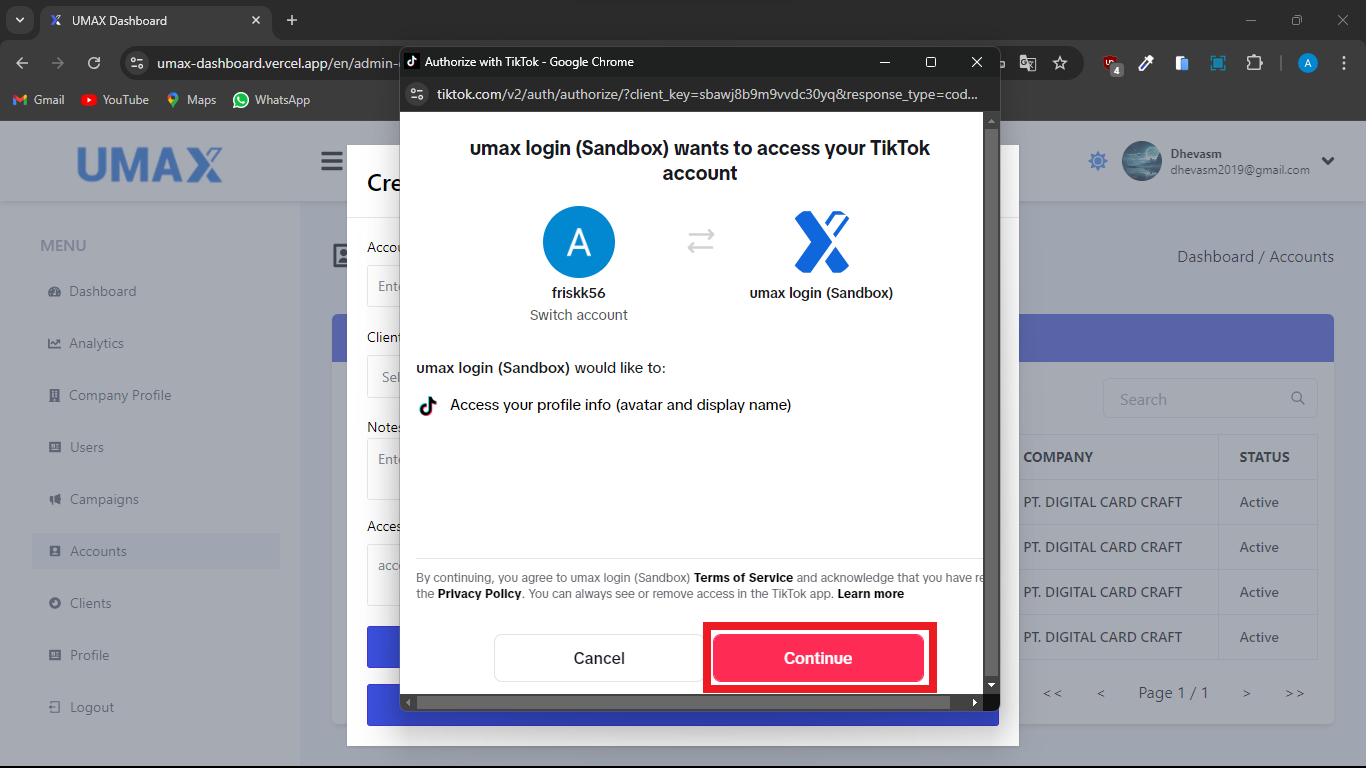 UMAX Dashboard
umax-dashboard.vercel.app/en/admin-
4
A
Gmail
YouTube
Maps
WhatsApp
Authorize with TikTok - Google Chrome
tiktok.com/v2/auth/authorize/?client_key=sbawj8b9m9vvdc30yq&response_type=cod...
UMAX
Dhevasm
dhevasm2019@gmail.com
MENU
Dashboard
Analytics
Company Profile
Users
Campaigns
Accounts
Clients
Profile
Logout
Dashboard / Accounts
Search
COMPANY STATUS
PT. DIGITAL CARD CRAFT Active
PT. DIGITAL CARD CRAFT Active
PT. DIGITAL CARD CRAFT Active
PT. DIGITAL CARD CRAFT Active
<< < Page 1 / 1 > >>
Cre
Accou
Ente
Client
Sel
Notes
Ente
Acces
acc
umax login (Sandbox) wants to access your TikTok
account
A
friskk56
Switch account
umax login (Sandbox)
umax login (Sandbox) would like to:
Access your profile info (avatar and display name)
By continuing, you agree to umax login (Sandbox) Terms of Service and acknowledge that you have re
the Privacy Policy. You can always see or remove access in the TikTok app. Learn more
Cancel
Continue